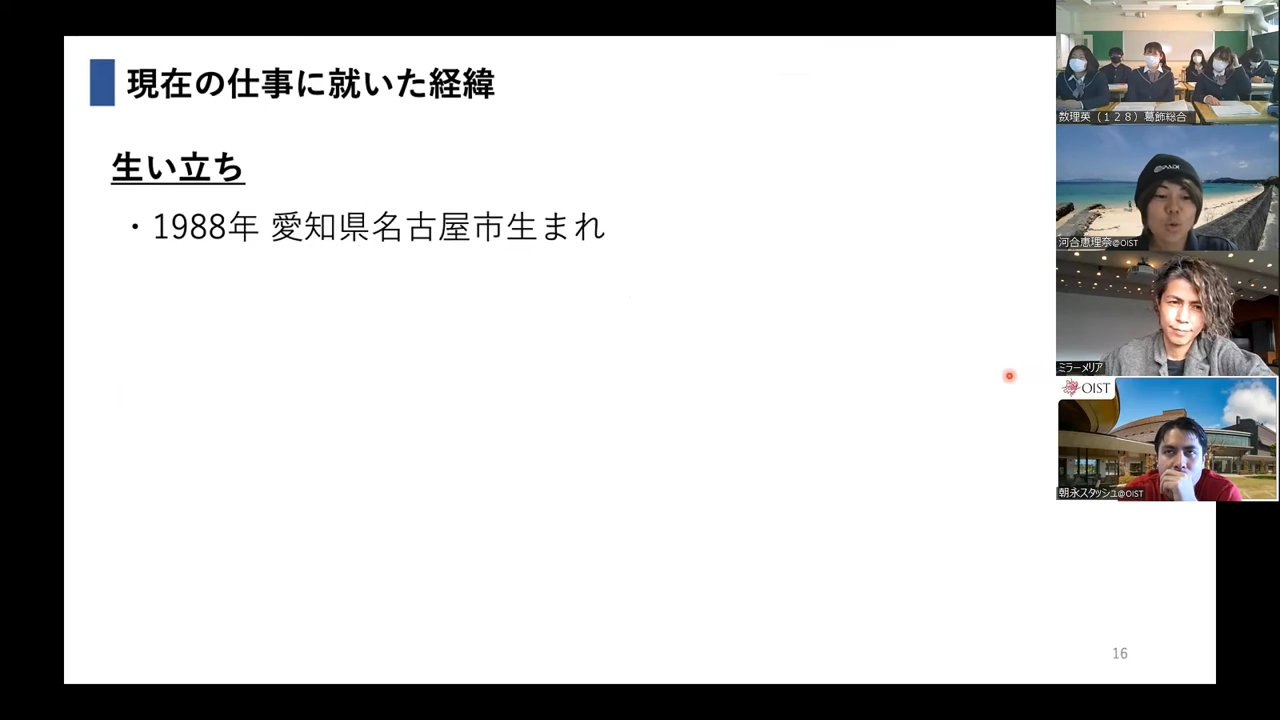 現在の仕事に就いた経緯
生い立ち
・1988年 愛知県名古屋市生まれ
16
数理英（１２８）葛飾総合
河合恵理奈@OIST
ミラーメリア
OIST
朝永スタッシュ@OIST